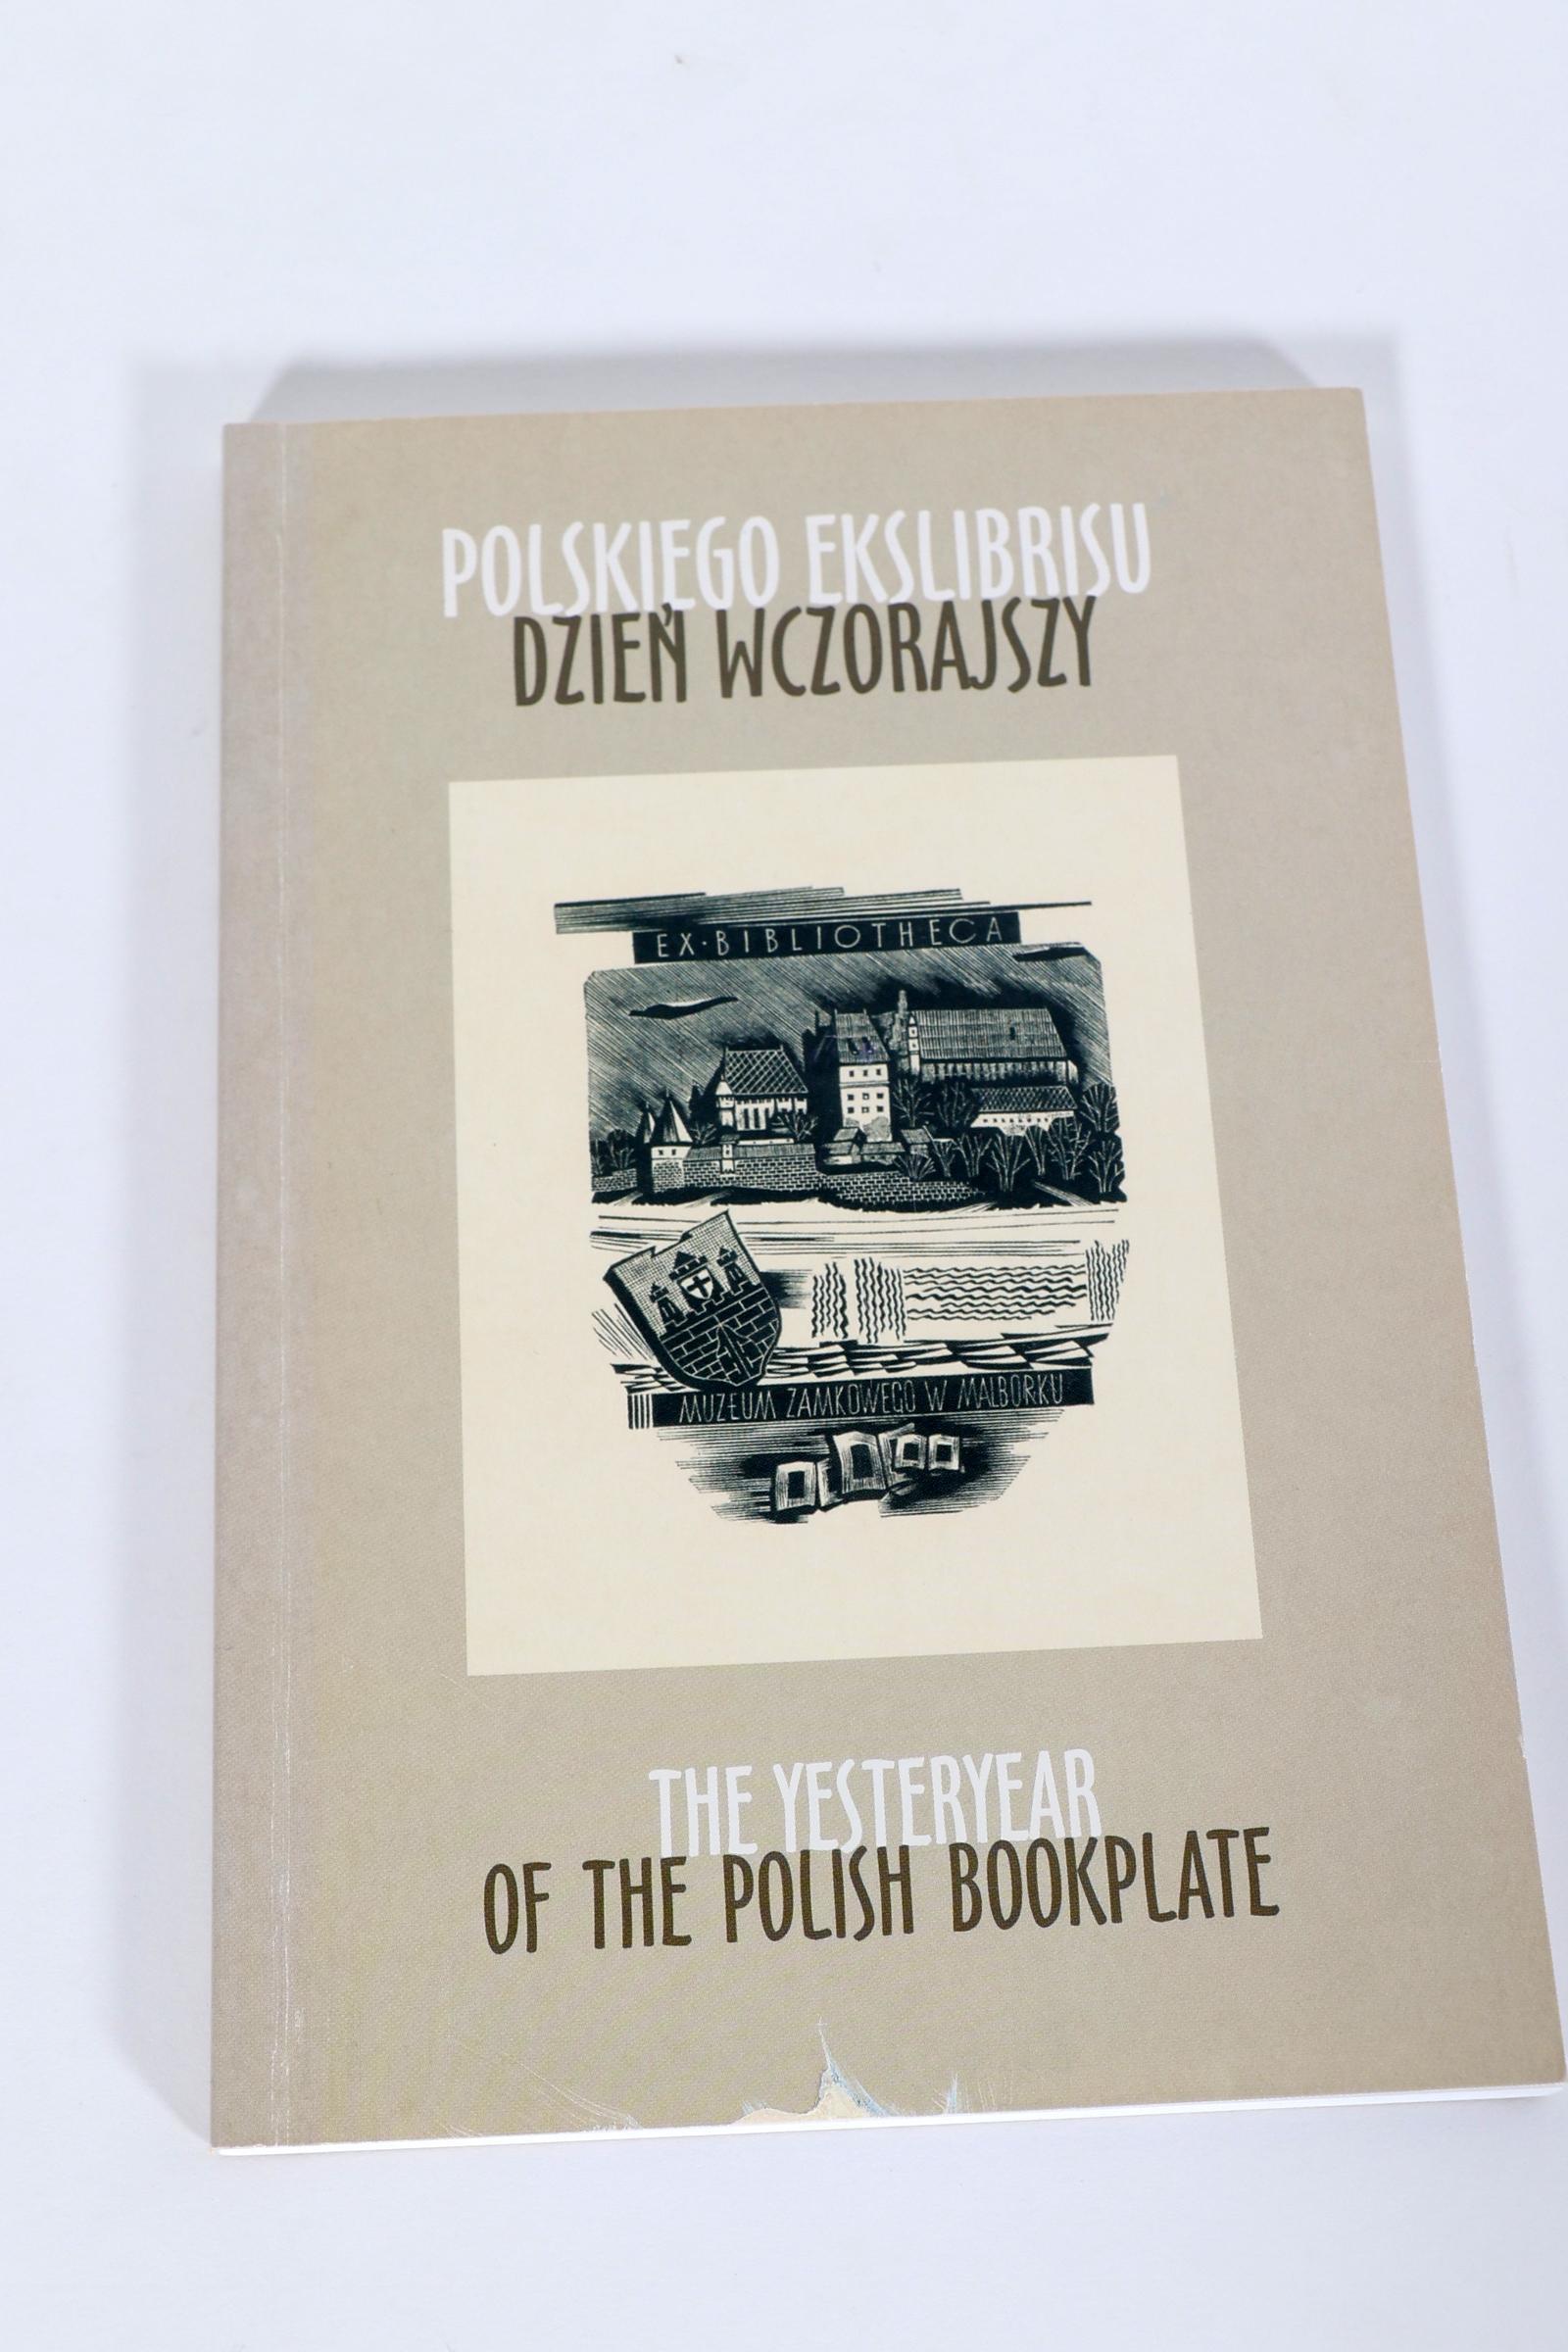 POLSKIEGO EKSLIBRISU
DZIEŃ WCZORAJSZY
EX·BIBLIOTHECA
MUZEUM ZAMKOWEGO W MALBORKU
THE YESTERYEAR
OF THE POLISH BOOKPLATE